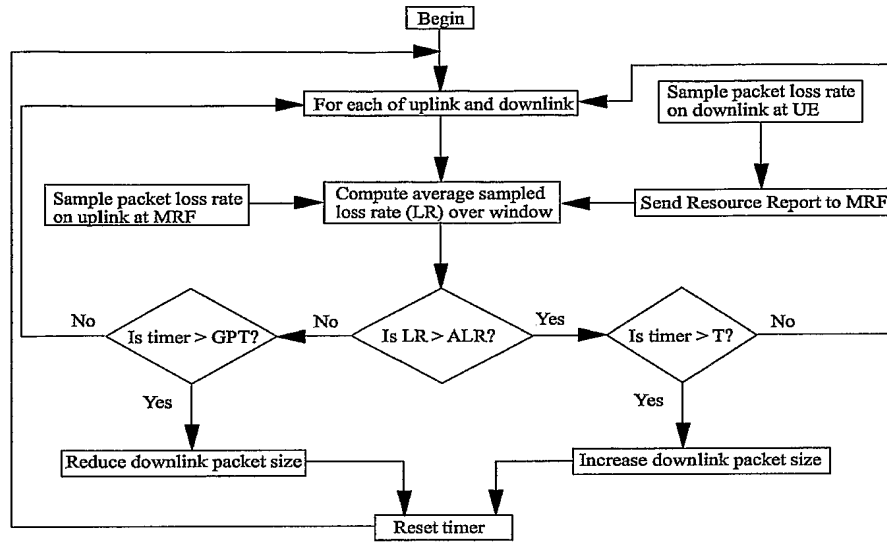 Begin
For each of uplink and downlink
Sample packet loss rate
on downlink at UE
Sample packet loss rate
on uplink at MRF
Compute average sampled
loss rate (LR) over window
Send Resource Report to MRF
No
Is timer > GPT?
No
Is LR > ALR?
Yes
Is timer > T?
No
Yes
Yes
Reduce downlink packet size
Increase downlink packet size
Reset timer